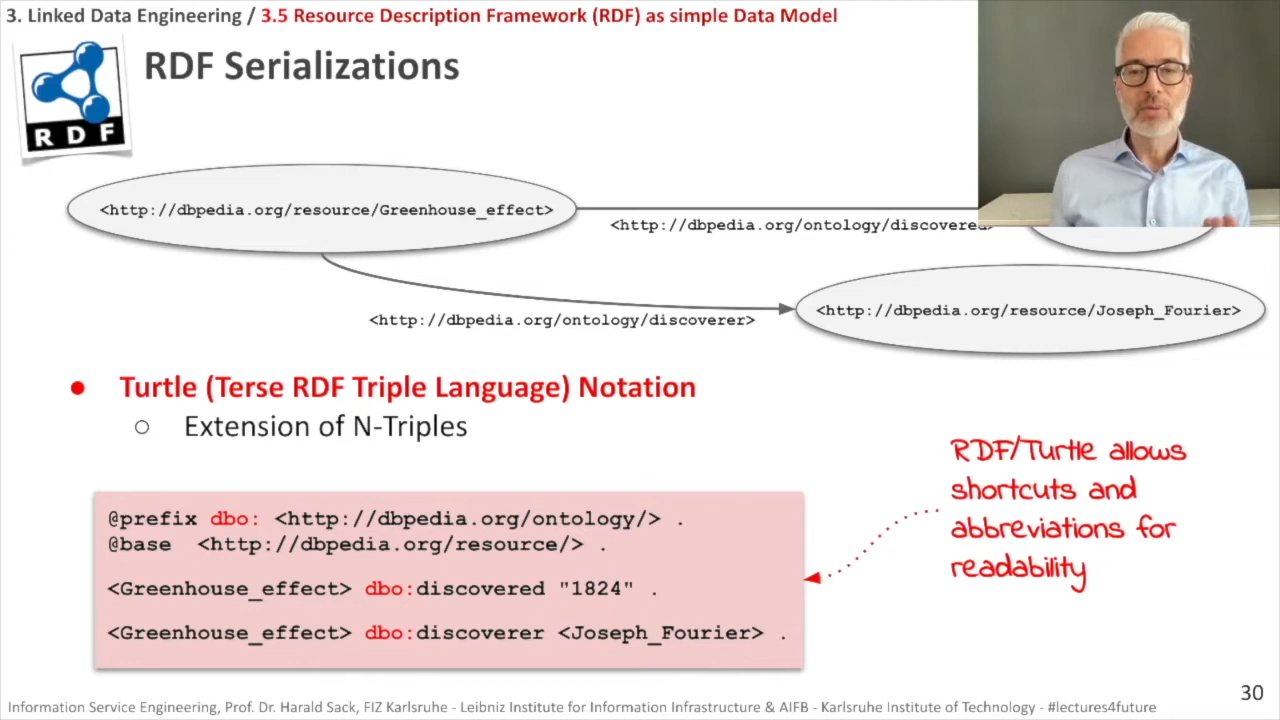 3. Linked Data Engineering / 3.5 Resource Description Framework (RDF) as simple Data Model
RDF
RDF Serializations
<http://dbpedia.org/resource/Greenhouse_effect>
<http://dbpedia.org/ontology/discovered>
<http://dbpedia.org/resource/Joseph_Fourier>
<http://dbpedia.org/ontology/discoverer>
● Turtle (Terse RDF Triple Language) Notation
○ Extension of N-Triples
RDF/Turtle allows
shortcuts and
abbreviations for
readability
@prefix dbo: <http://dbpedia.org/ontology/> .
@base <http://dbpedia.org/resource/> .
<Greenhouse_effect> dbo:discovered "1824" .
<Greenhouse_effect> dbo:discoverer <Joseph_Fourier> .
30
Information Service Engineering, Prof. Dr. Harald Sack, FIZ Karlsruhe - Leibniz Institute for Information Infrastructure & AIFB - Karlsruhe Institute of Technology - #lectures4future